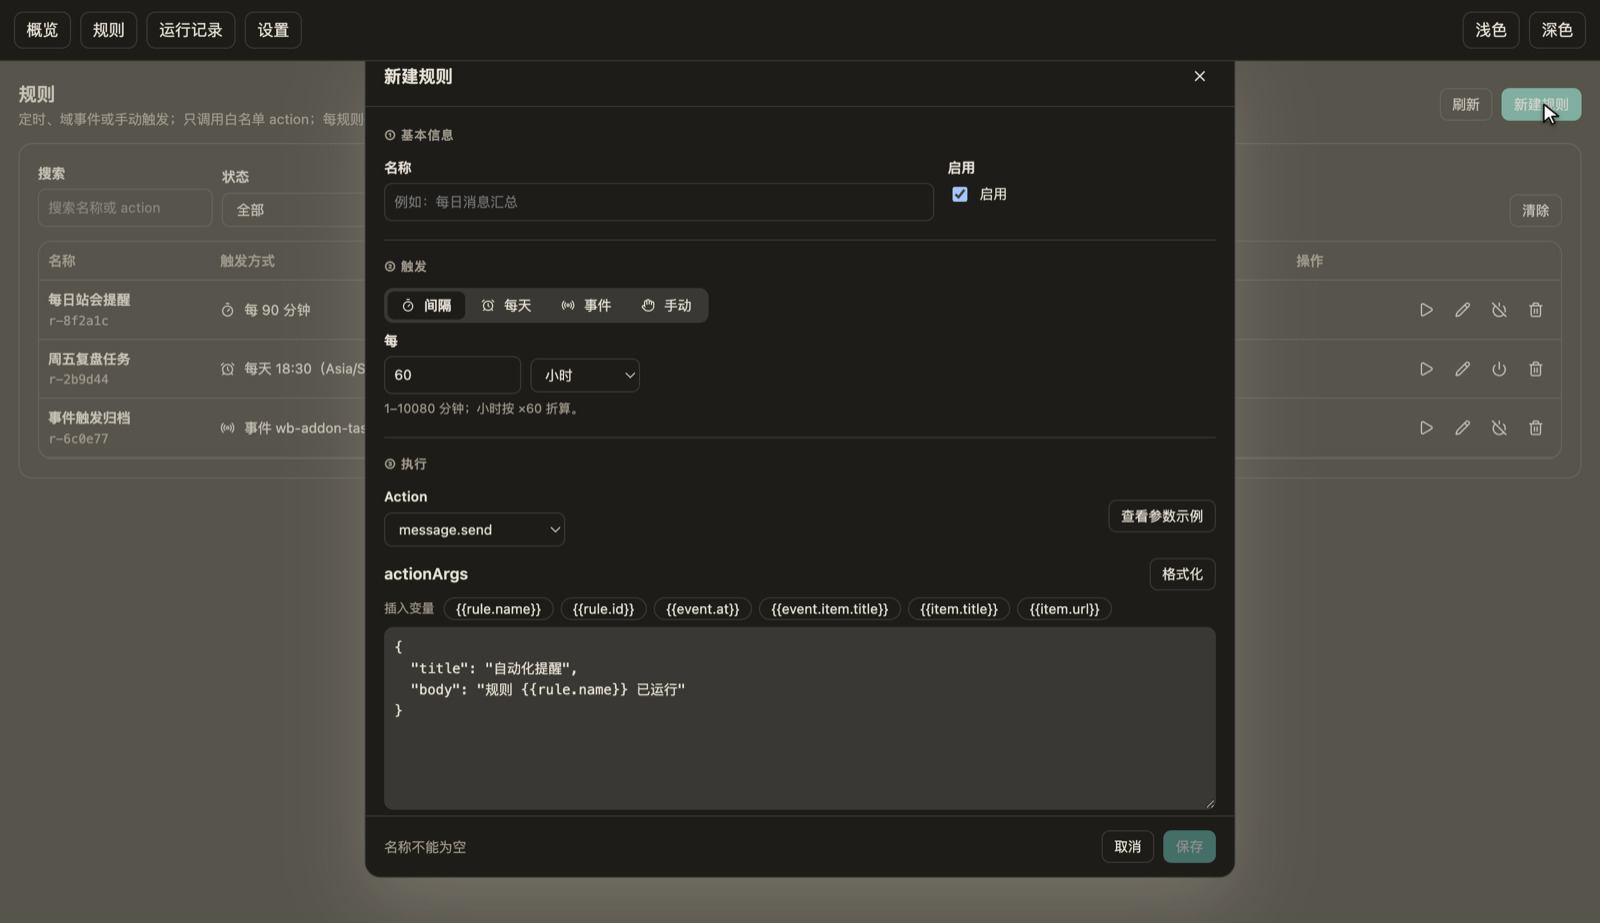 概览 规则 运行记录 设置 浅色 深色
规则
定时、域事件或手动触发；只调用白名单 action；每规则
刷新 新建规则
搜索
搜索名称或 action
状态
全部
清除
名称 触发方式 操作
每日站会提醒
r-8f2a1c
每 90 分钟
周五复盘任务
r-2b9d44
每天 18:30（Asia/S
事件触发归档
r-6c0e77
事件 wb-addon-tas
新建规则
① 基本信息
名称
例如：每日消息汇总
启用
启用
② 触发
间隔 每天 事件 手动
每
60 小时
1–10080 分钟；小时按 ×60 折算。
③ 执行
Action
message.send
查看参数示例
actionArgs
格式化
插入变量 {{rule.name}} {{rule.id}} {{event.at}} {{event.item.title}} {{item.title}} {{item.url}}
{
"title": "自动化提醒",
"body": "规则 {{rule.name}} 已运行"
}
名称不能为空
取消 保存